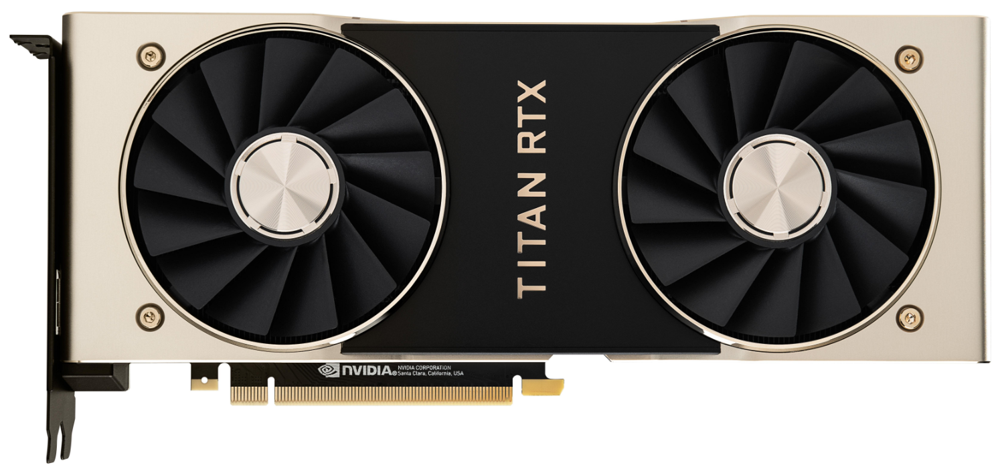 TITAN RTX
NVIDIA®
NVIDIA CORPORATION
Santa Clara, California, USA